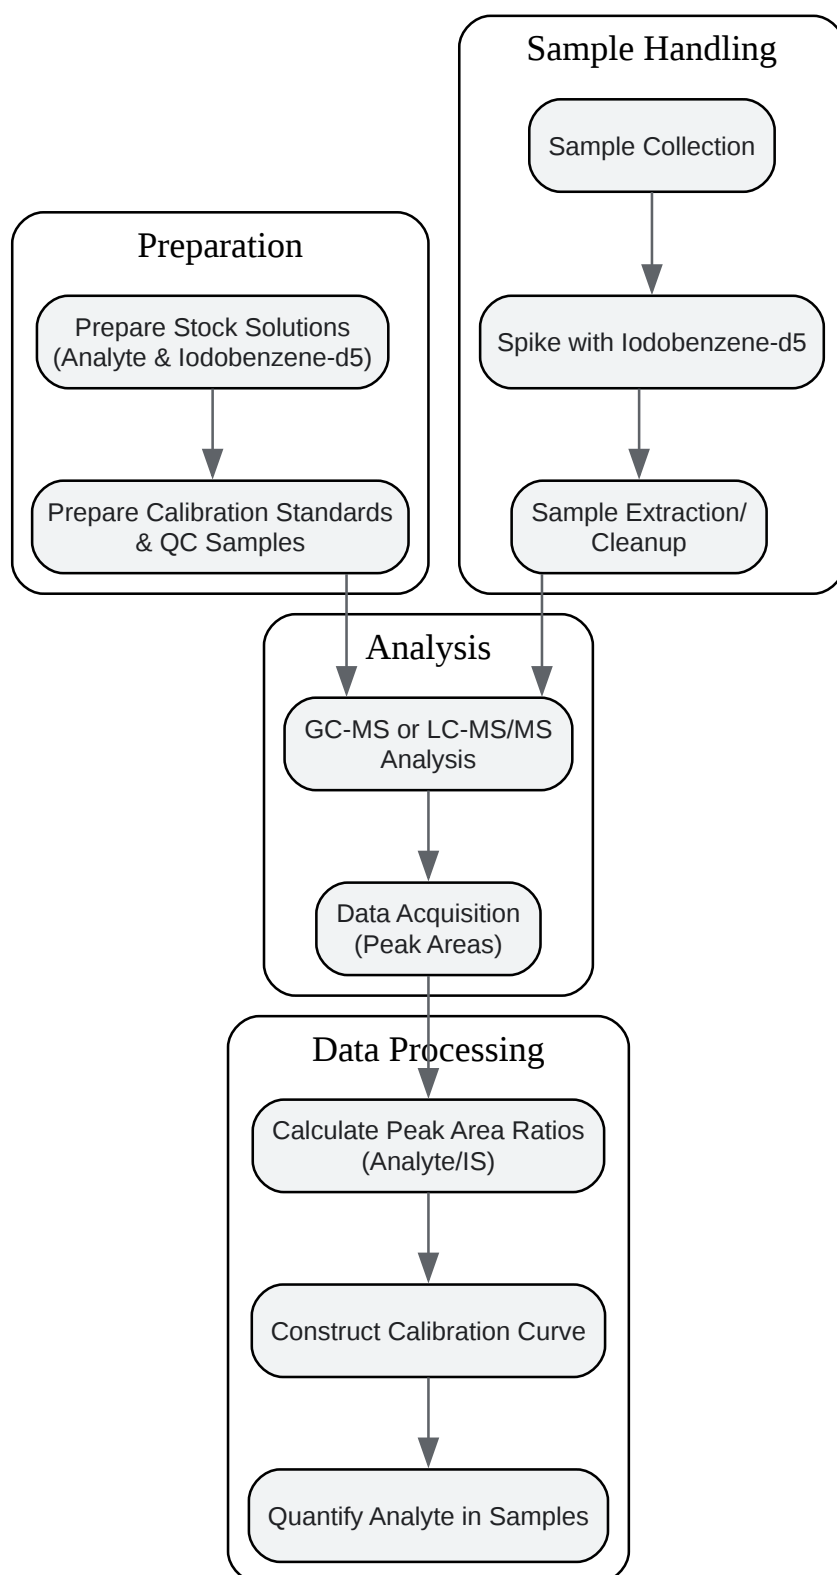 Sample Handling
Sample Collection
Spike with Iodobenzene-d5
Sample Extraction/
Cleanup
Preparation
Prepare Stock Solutions
(Analyte & Iodobenzene-d5)
Prepare Calibration Standards
& QC Samples
Analysis
GC-MS or LC-MS/MS
Analysis
Data Acquisition
(Peak Areas)
Data Processing
Calculate Peak Area Ratios
(Analyte/IS)
Construct Calibration Curve
Quantify Analyte in Samples